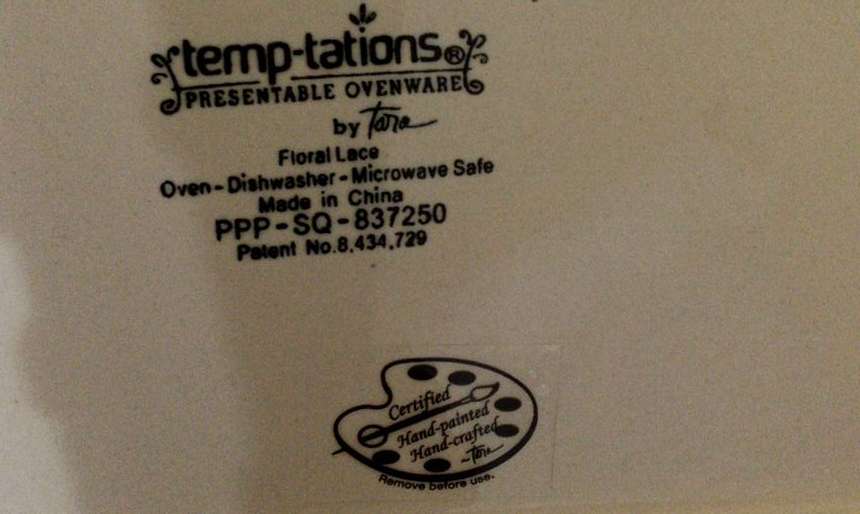 temp-tations®
PRESENTABLE OVENWARE
by Tara
Floral Lace
Oven-Dishwasher-Microwave Safe
Made in China
PPP-SQ-837250
Patent No.8,434,729
Certified
Hand-painted
Hand-crafted
~Tara
Remove before use.